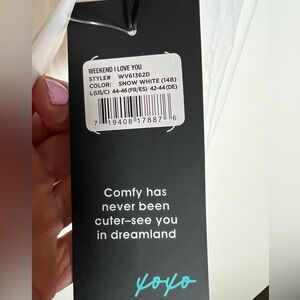 WEEKEND I LOVE YOU
STYLE# WV61362D
COLOR: SNOW WHITE (14B)
L(US/C) 44-46(FR/ES) 42-44(DE)
7 19408 17887 6
Comfy has
never been
cuter–see you
in dreamland
xoxo